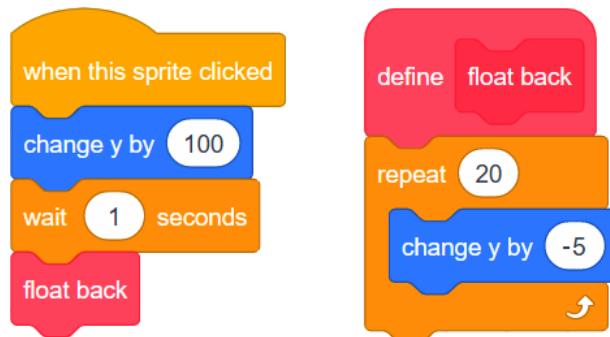 when this sprite clicked
change y by 100
wait 1 seconds
float back
define float back
repeat 20
change y by -5